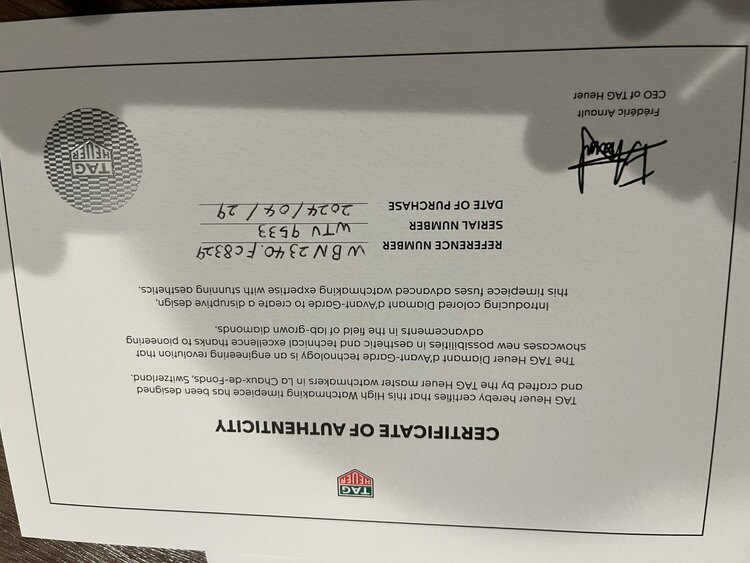 TAG
HEUER
CERTIFICATE OF AUTHENTICITY
TAG Heuer hereby certifies that this High Watchmaking timepiece has been designed
and crafted by the TAG Heuer master watchmakers in La Chaux-de-Fonds, Switzerland.
The TAG Heuer Diamant d'Avant-Garde technology is an engineering revolution that
showcases new possibilities in aesthetic and technical excellence thanks to pioneering
advancements in the field of lab-grown diamonds.
Introducing colored Diamant d'Avant-Garde to create a disruptive design,
this timepiece fuses advanced watchmaking expertise with stunning aesthetics.
REFERENCE NUMBER WBN2340.FC8329
SERIAL NUMBER WTV 9533
DATE OF PURCHASE 2024/04/29
Frédéric Arnault
CEO of TAG Heuer
TAG
HEUER